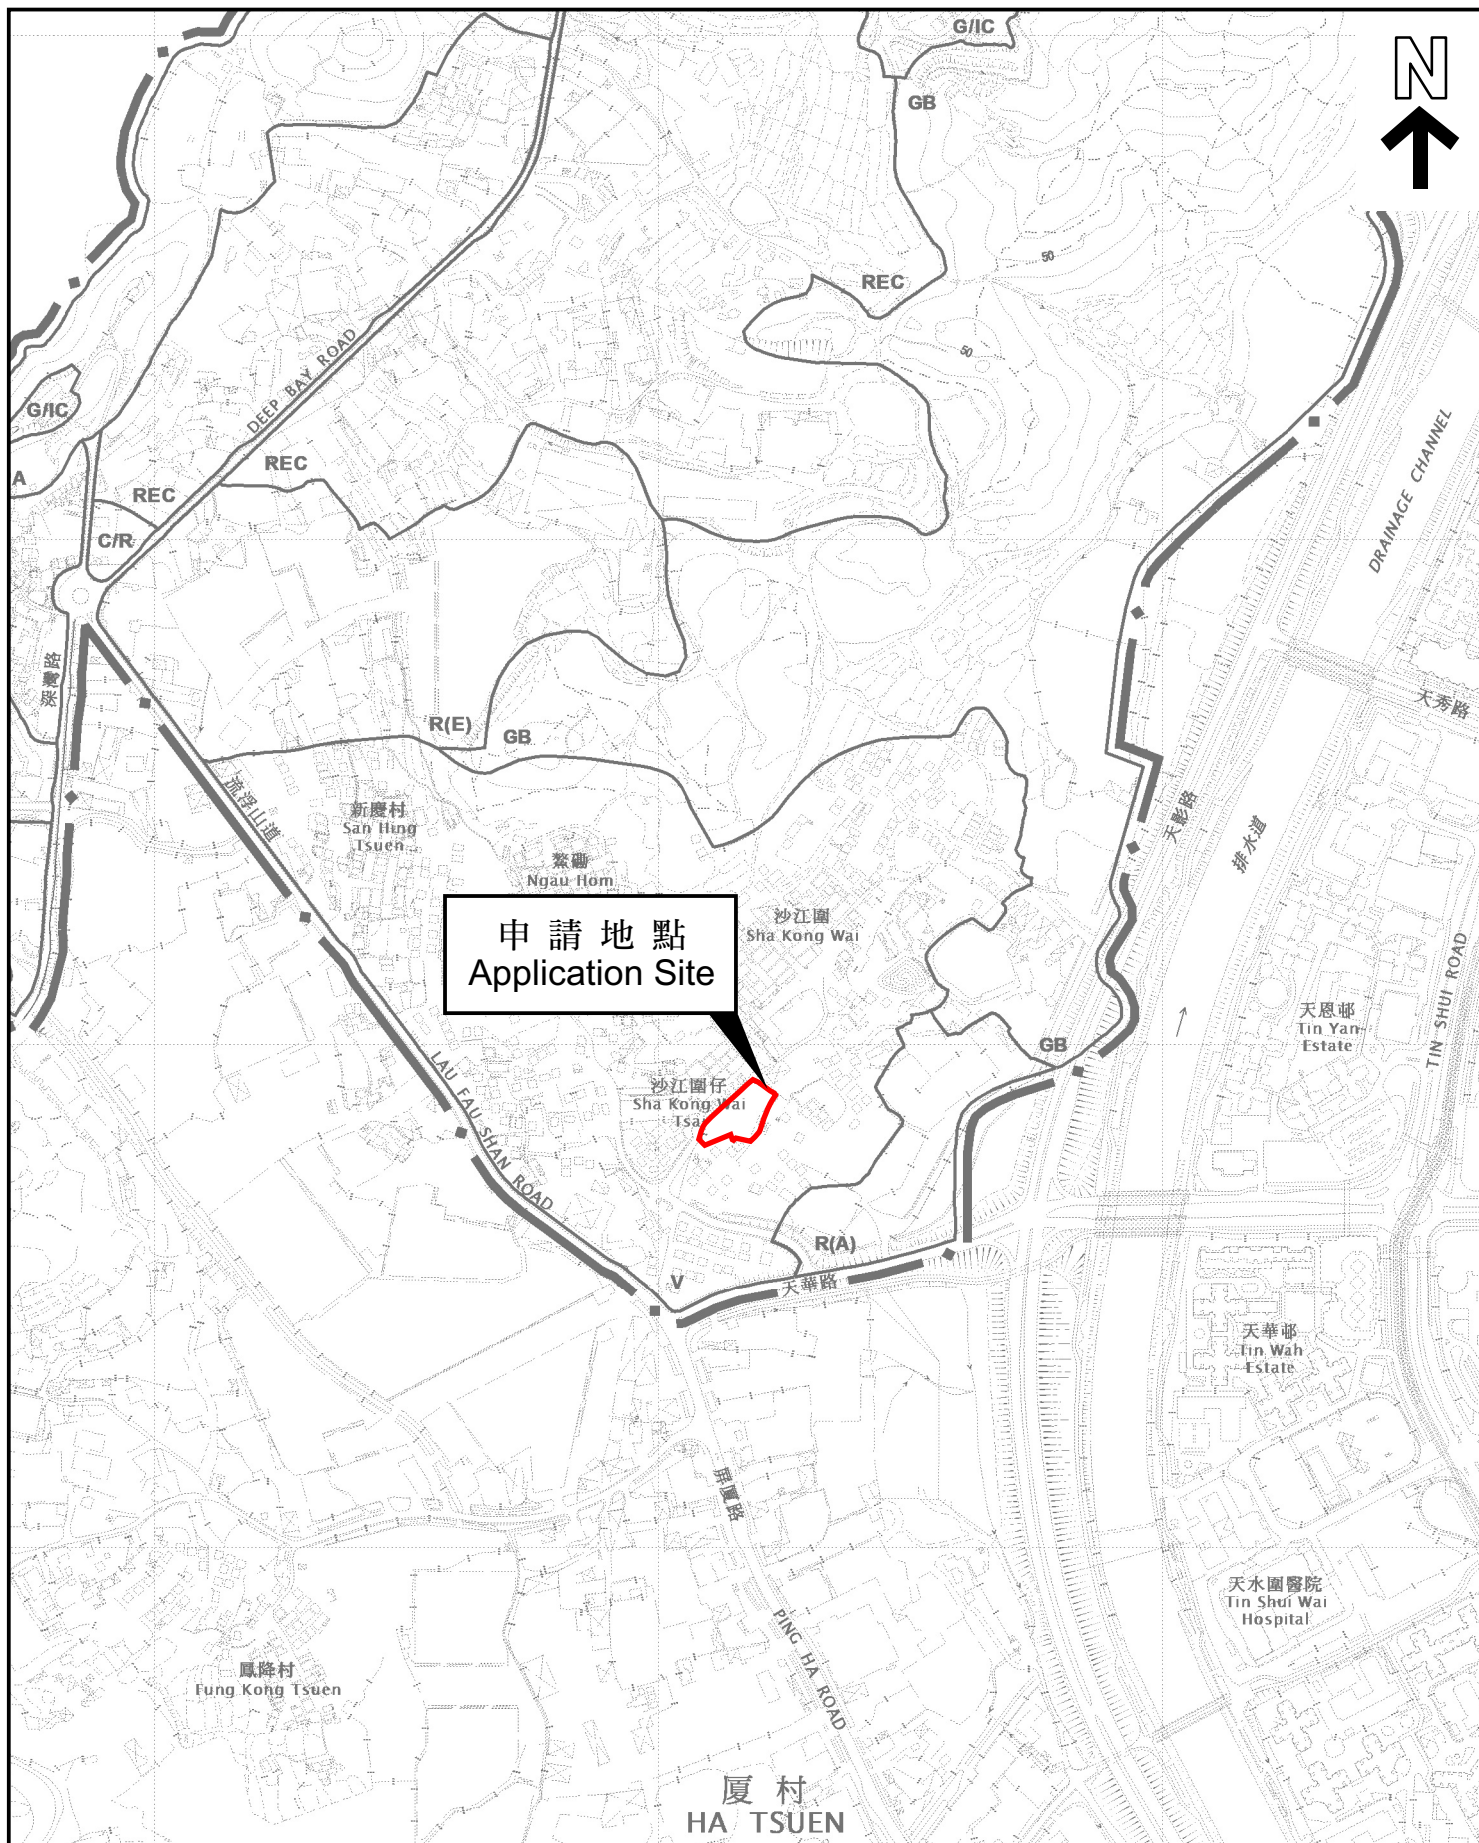 G/IC
N
GB
50
REC
50
DEEP BAY ROAD
G/IC
REC
A
REC
C/R
DRAINAGE CHANNEL
深灣路
天秀路
R(E)
GB
流浮山道
新慶村
San Hing
Tsuen
鰲磡
Ngau Hom
天影路
排水道
申請地點
Application Site
沙江圍
Sha Kong Wai
TIN SHUI ROAD
天恩邨
Tin Yan
Estate
GB
LAU FAU SHAN ROAD
沙江圍仔
Sha Kong Wai
Tsai
R(A)
V
天華路
天華邨
Tin Wah
Estate
屏厦路
PING HA ROAD
天水圍醫院
Tin Shui Wai
Hospital
鳳降村
Fung Kong Tsuen
厦村
HA TSUEN